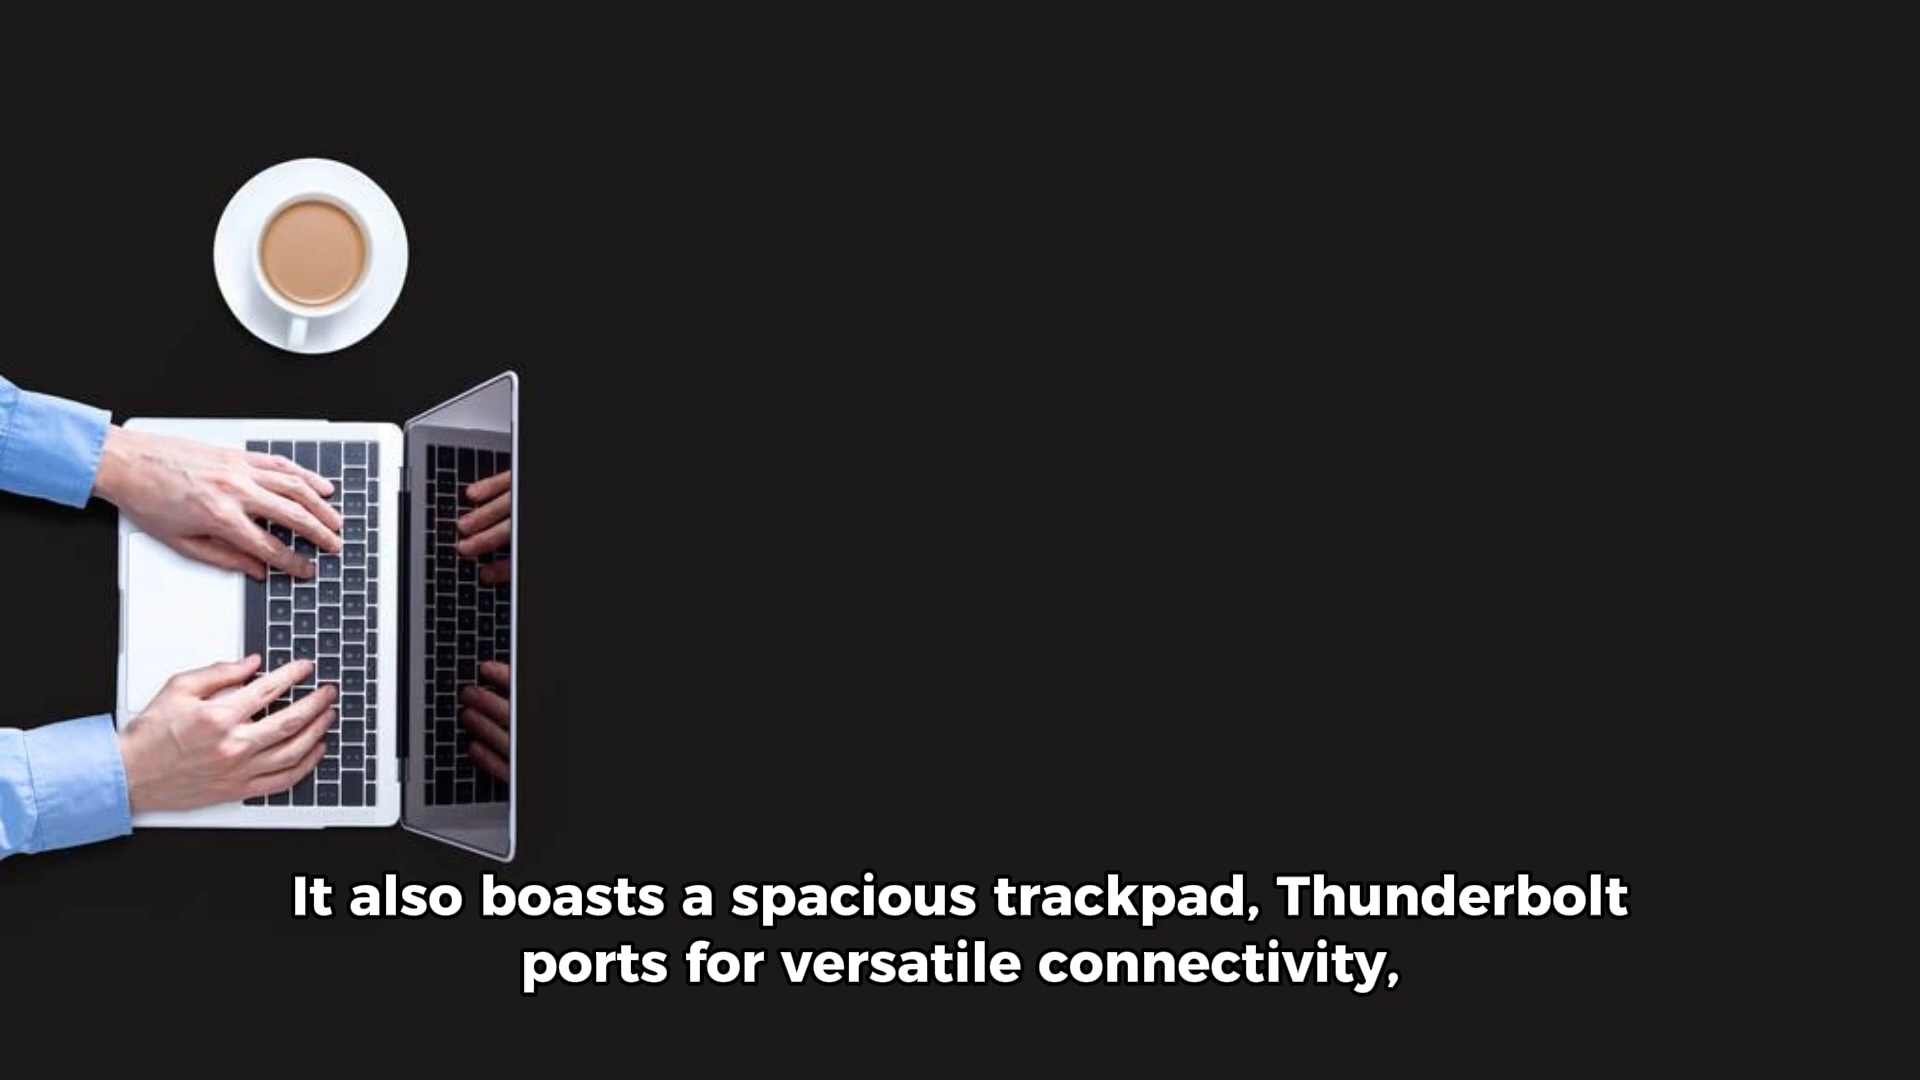 It also boasts a spacious trackpad, Thunderbolt
ports for versatile connectivity,